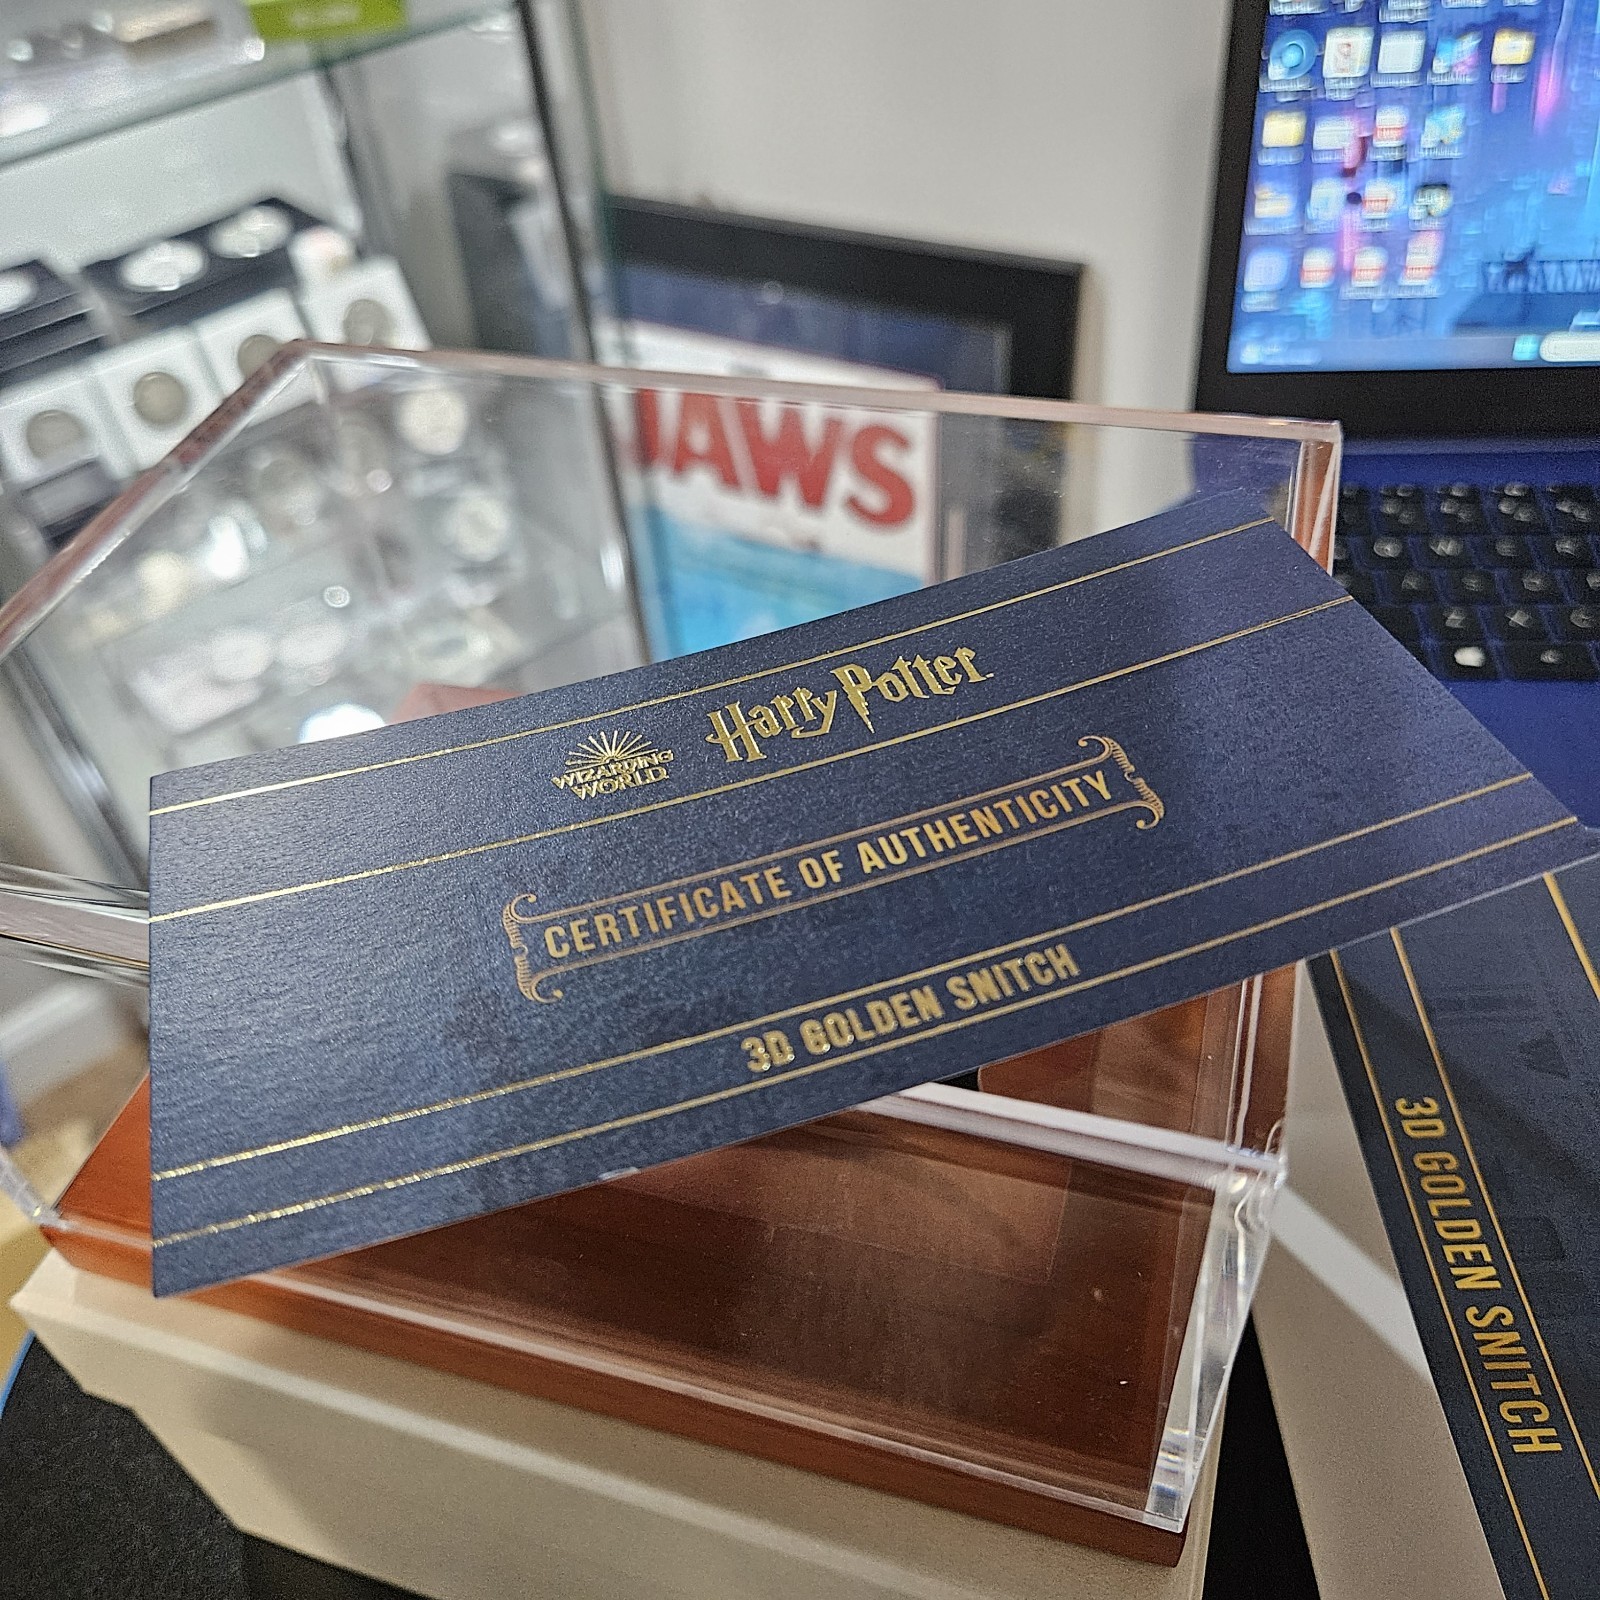 JAWS
WIZARDING
WORLD
Harry Potter
CERTIFICATE OF AUTHENTICITY
3D GOLDEN SNITCH
3D GOLDEN SNITCH